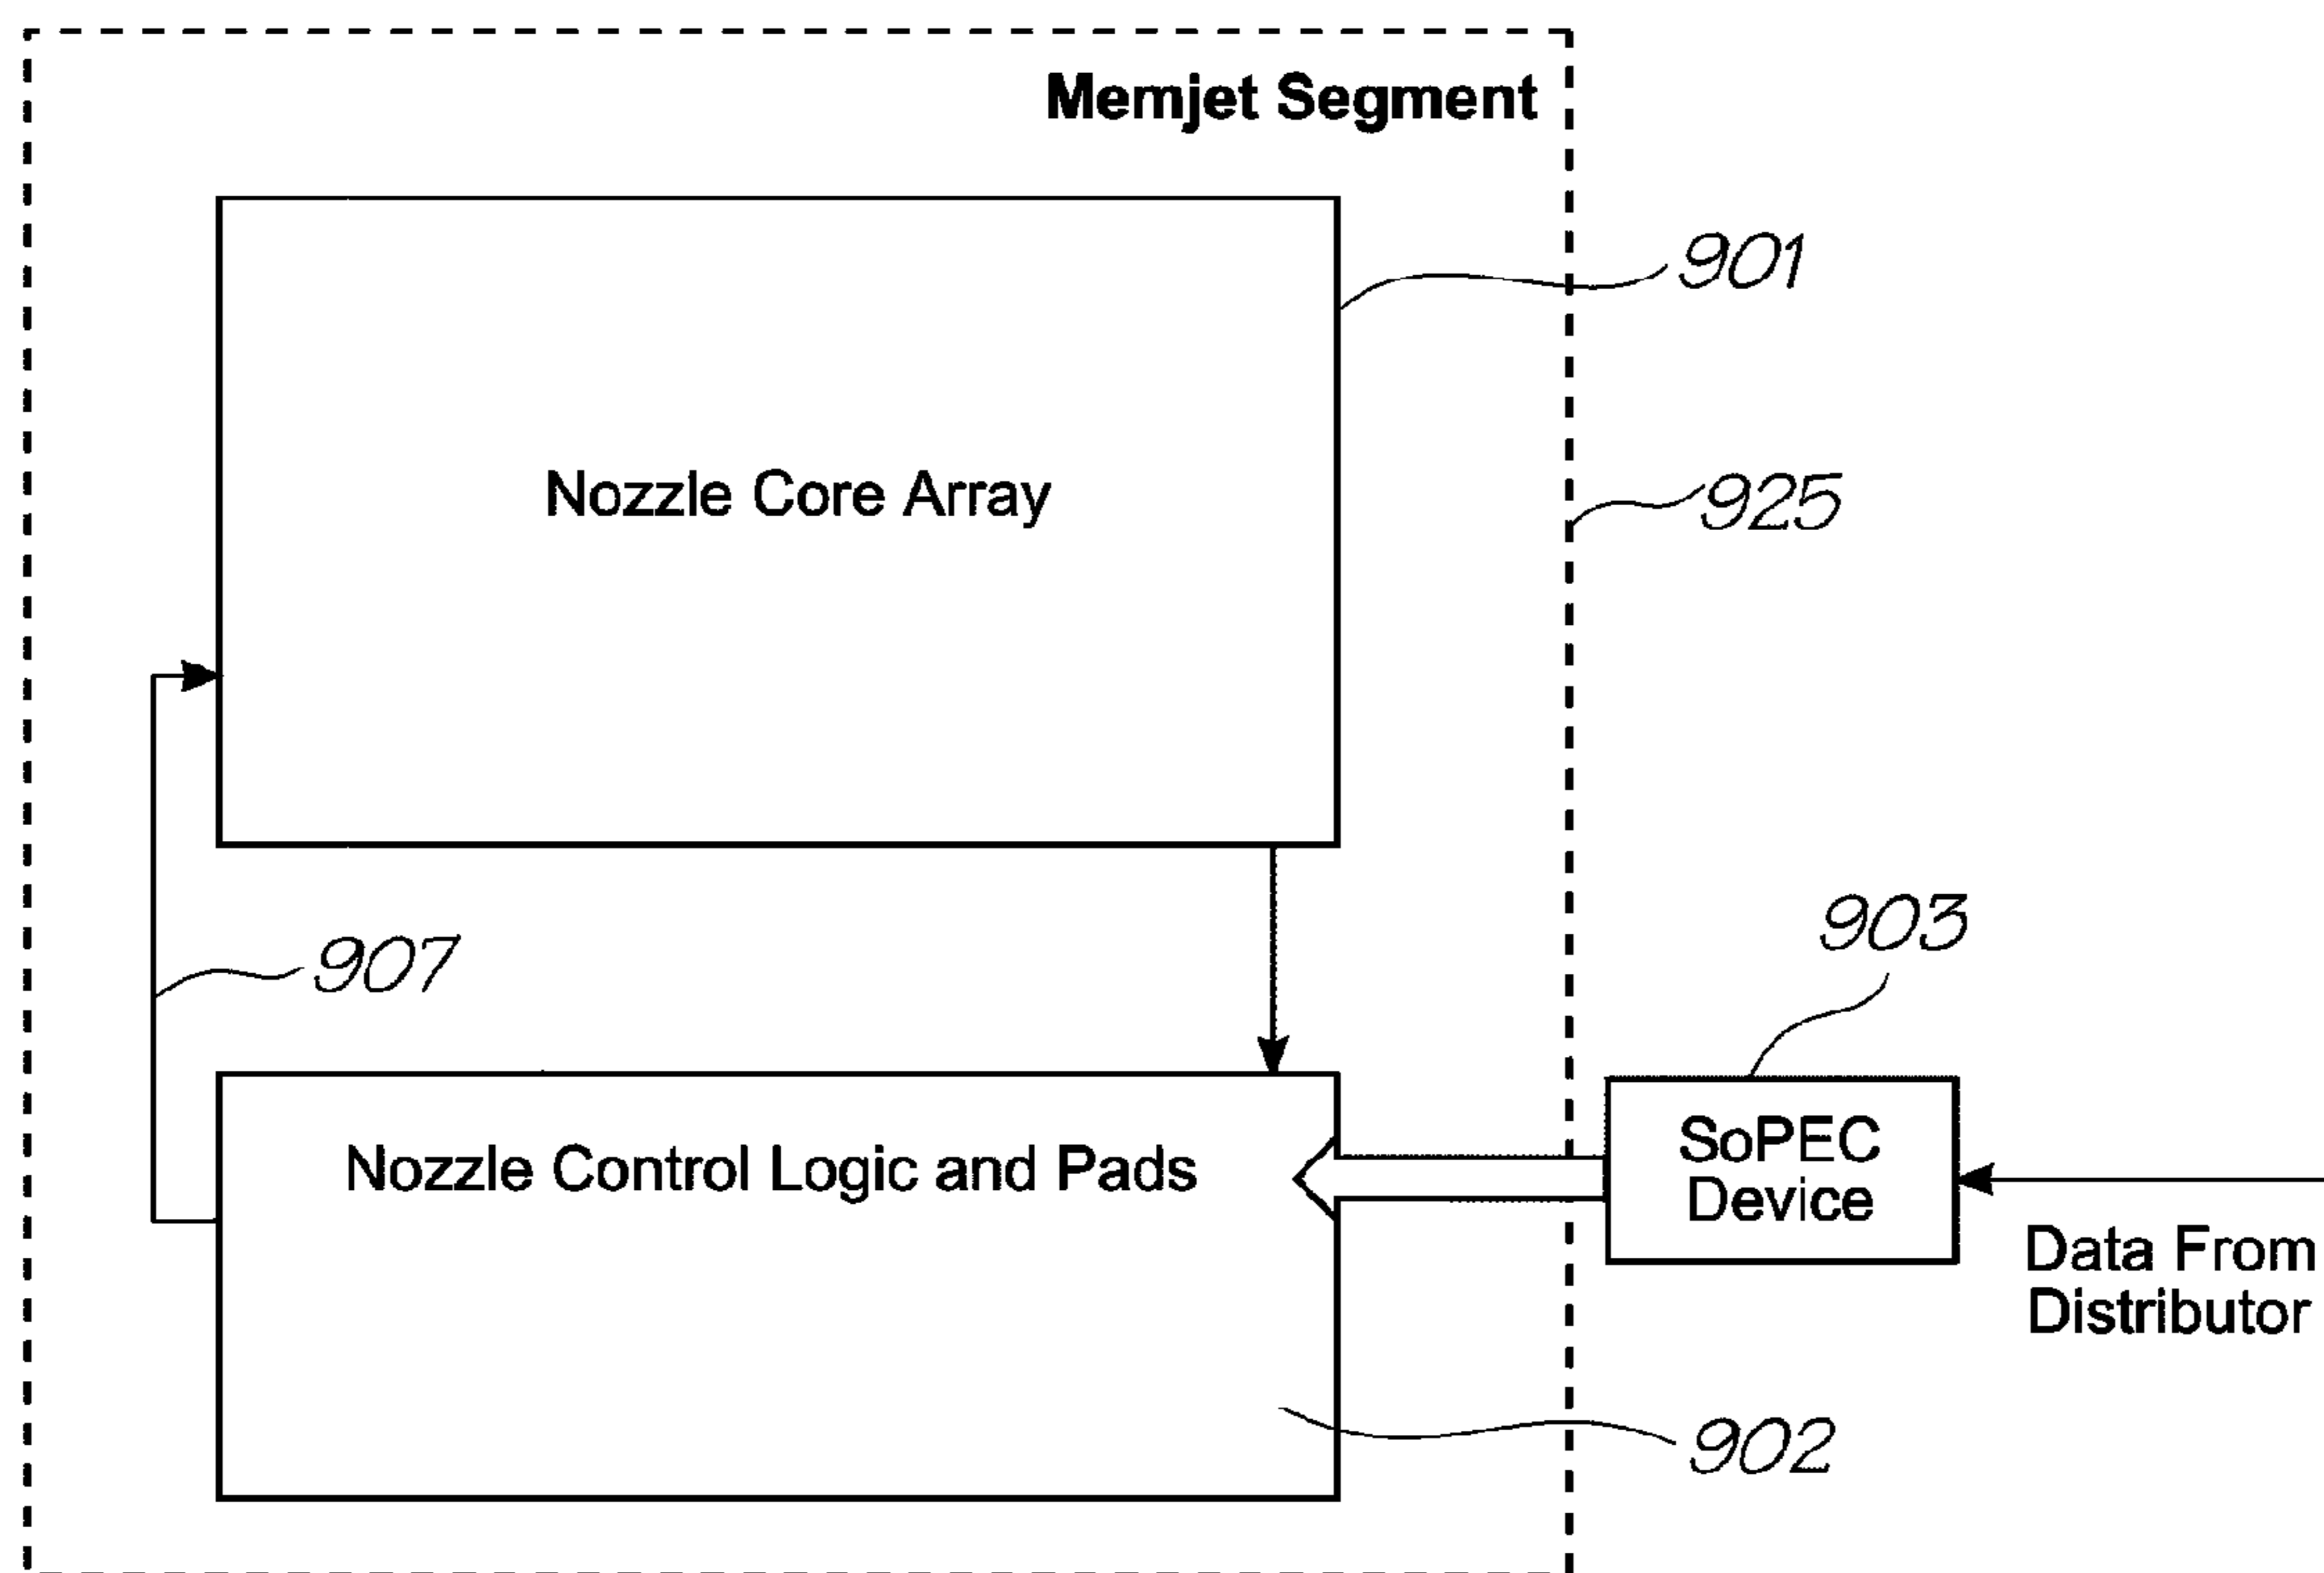 Memjet Segment
901
Nozzle Core Array
925
903
907
SoPEC
Device
Nozzle Control Logic and Pads
Data From
Distributor
902